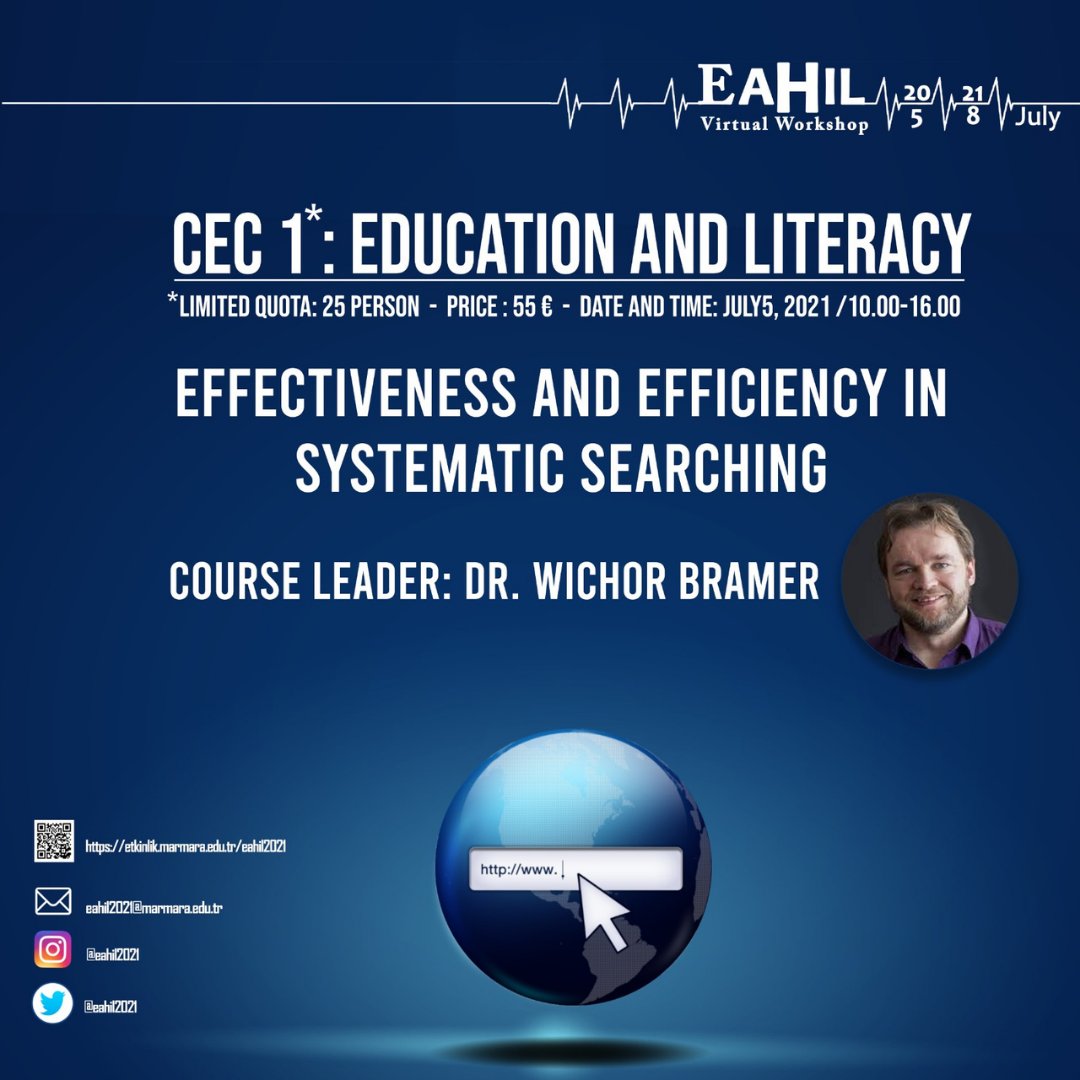 EAHIL
Virtual Workshop
20 21
5 8 July
CEC 1*: EDUCATION AND LITERACY
*LIMITED QUOTA: 25 PERSON - PRICE : 55 € - DATE AND TIME: JULY5, 2021 /10.00-16.00
EFFECTIVENESS AND EFFICIENCY IN
SYSTEMATIC SEARCHING
COURSE LEADER: DR. WICHOR BRAMER
http://www.
https://etkinlik.marmara.edu.tr/eahil2021
eahil2021@marmara.edu.tr
@eahil2021
@eahil2021